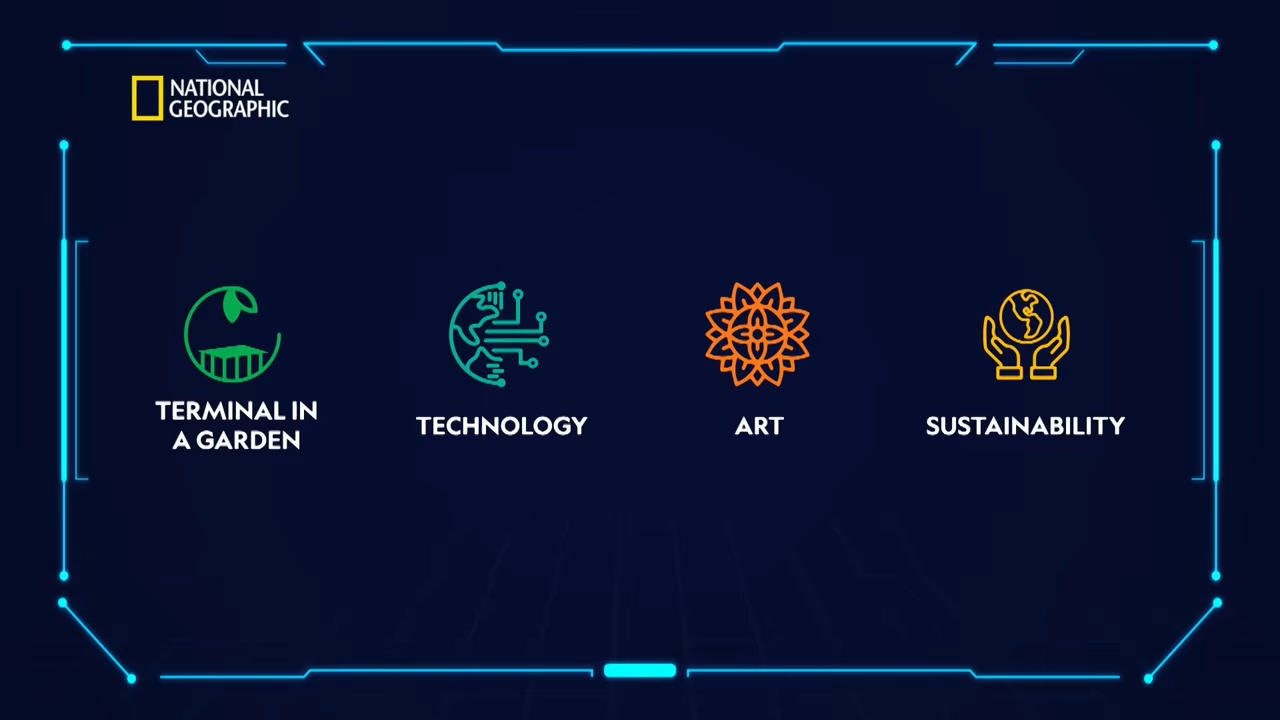 NATIONAL
GEOGRAPHIC
TERMINAL IN
A GARDEN
TECHNOLOGY
ART
SUSTAINABILITY